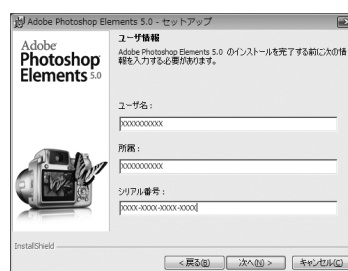 Adobe Photoshop Elements 5.0 - セットアップ
Adobe
Photoshop
Elements 5.0
ユーザ情報
Adobe Photoshop Elements 5.0 のインストールを完了する前に次の情
報を入力する必要があります。
ユーザ名：
xxxxxxxxxx
所属：
xxxxxxxxxx
シリアル番号：
xxxx-xxxx-xxxx-xxxx
InstallShield
< 戻る(B)
次へ(N) >
キャンセル(C)